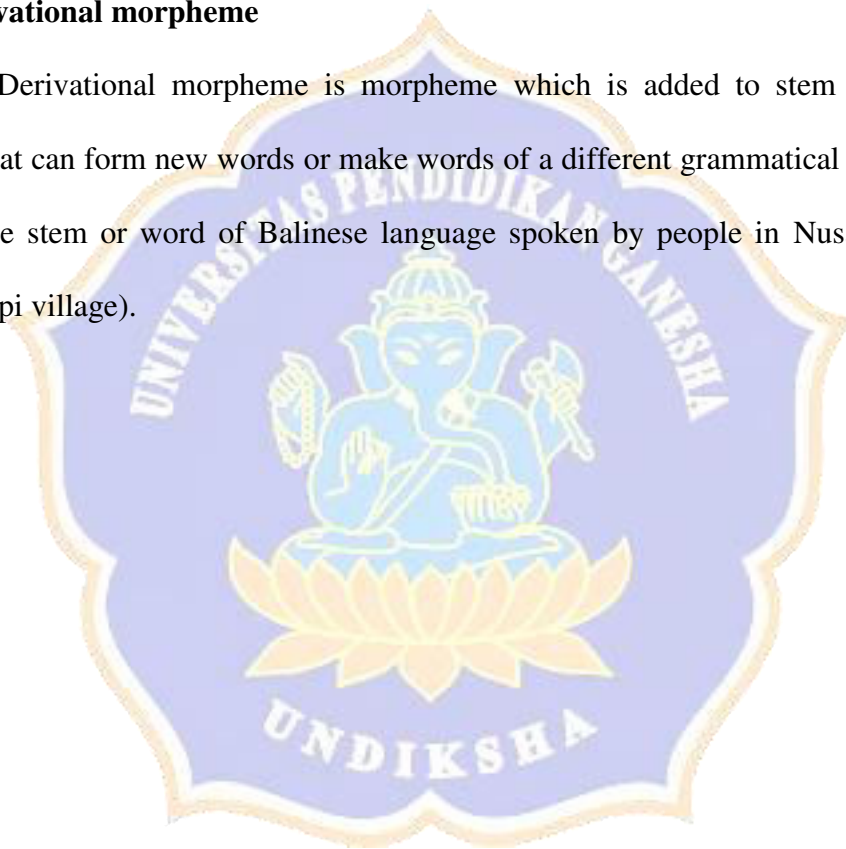 vational morpheme
Derivational morpheme is morpheme which is added to stem
at can form new words or make words of a different grammatical
e stem or word of Balinese language spoken by people in Nus
pi village).
UNIVERSITAS PENDIDIKAN GANESHA
UNDIKSHA